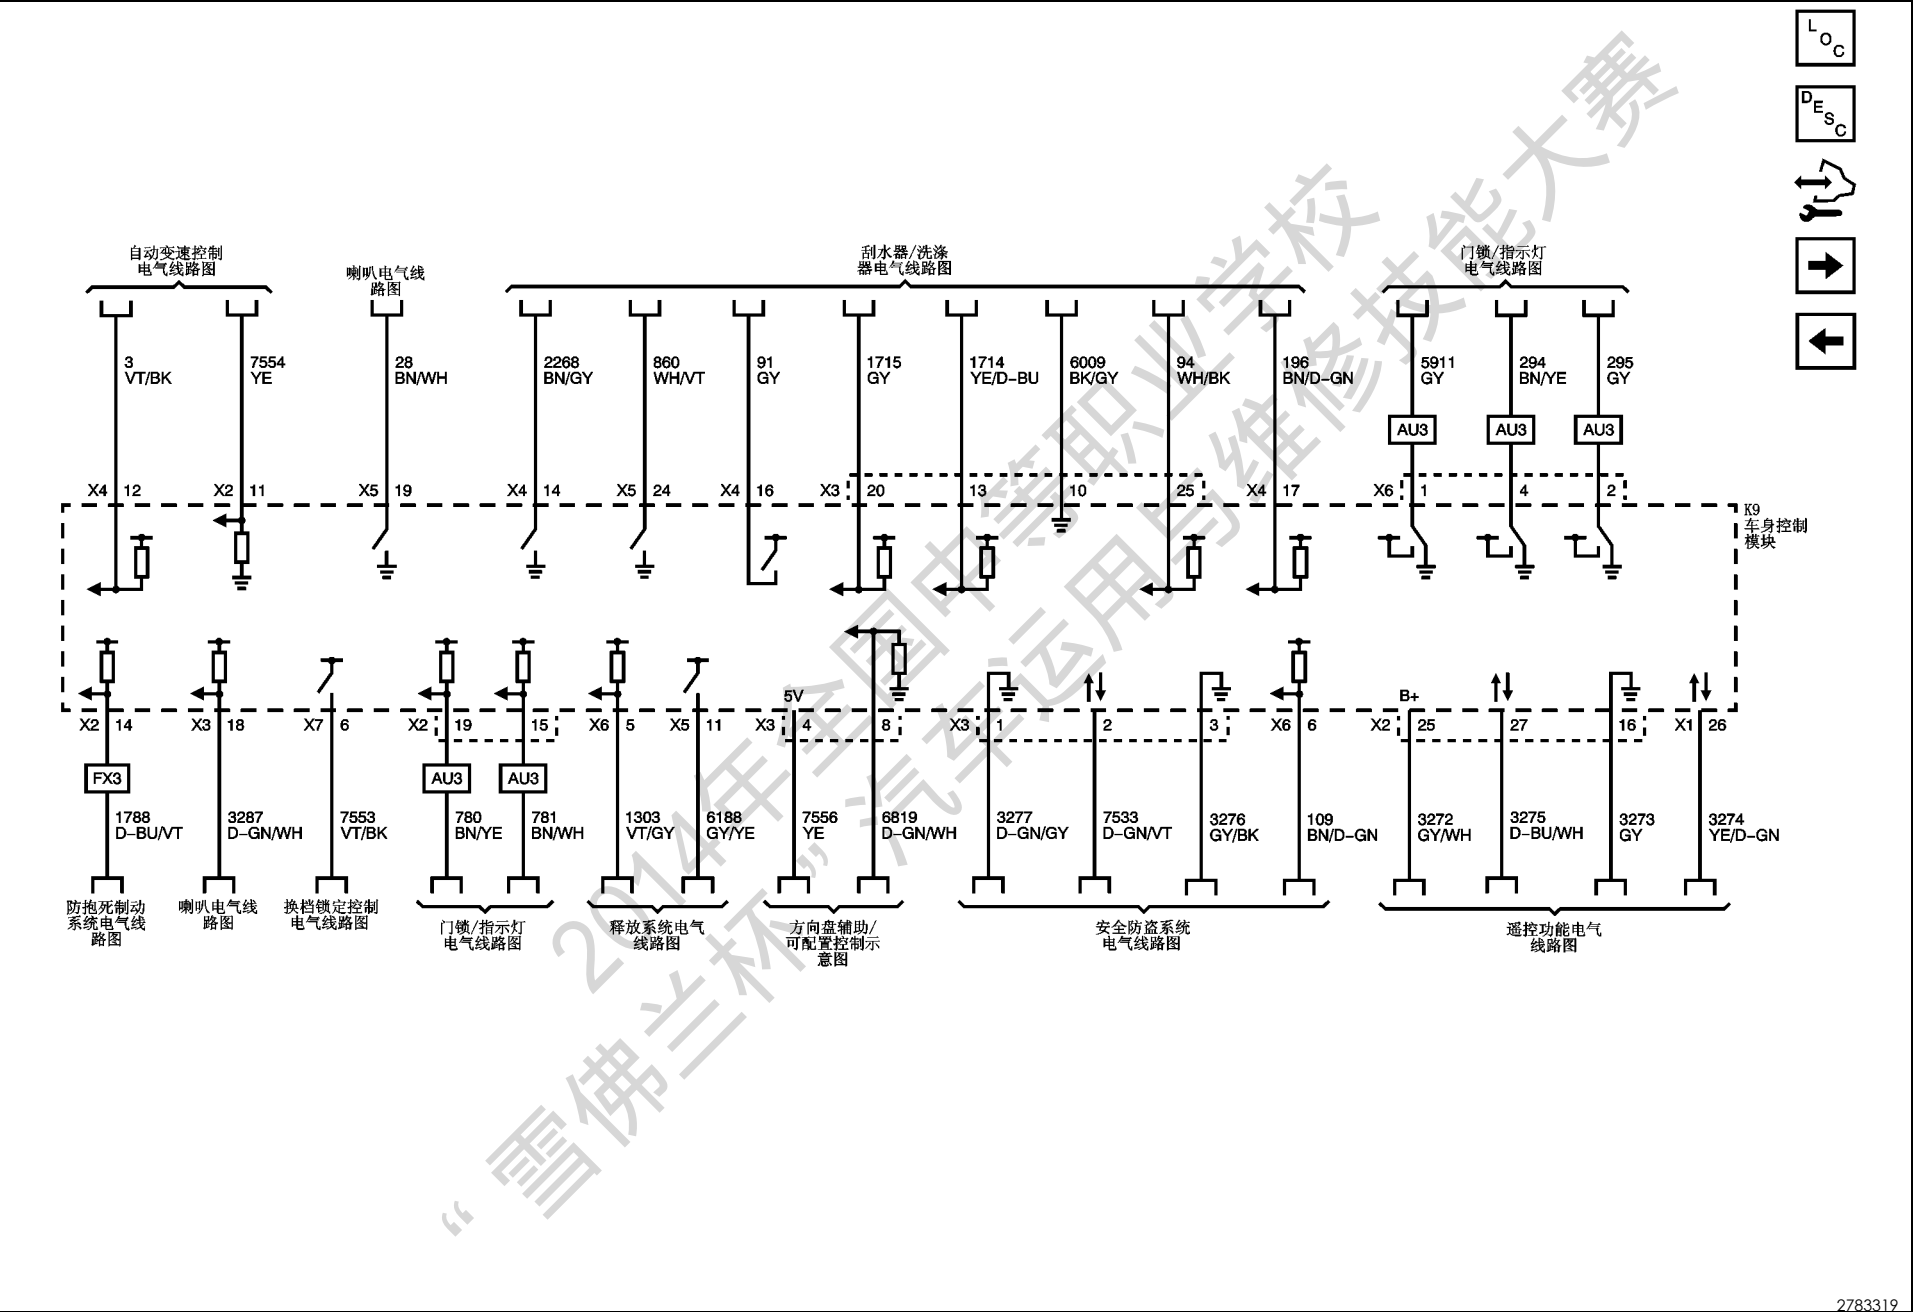 L
O
C
D
E
S
C
自动变速控制
电气线路图
喇叭电气线
路图
刮水器/洗涤
器电气线路图
门锁/指示灯
电气线路图
3
VT/BK
7554
YE
28
BN/WH
2268
BN/GY
860
WH/VT
91
GY
1715
GY
1714
YE/D-BU
6009
BK/GY
94
WH/BK
196
BN/D-GN
5911
GY
294
BN/YE
295
GY
AU3
AU3
AU3
X4 12
X2 11
X5 19
X4 14
X5 24
X4 16
X3 20
13
10
25
X4 17
X6 1
4
2
K9
车身控制
模块
5V
B+
X2 14
X3 18
X7 6
X2 19
15
X6 5
X5 11
X3 4
8
X3 1
2
3
X6 6
X2 25
27
16
X1 26
FX3
AU3
AU3
1788
D-BU/VT
3287
D-GN/WH
7553
VT/BK
780
BN/YE
781
BN/WH
1303
VT/GY
6188
GY/YE
7556
YE
6819
D-GN/WH
3277
D-GN/GY
7533
D-GN/VT
3276
GY/BK
109
BN/D-GN
3272
GY/WH
3275
D-BU/WH
3273
GY
3274
YE/D-GN
防抱死制动
系统电气线
路图
喇叭电气线
路图
换档锁定控制
电气线路图
门锁/指示灯
电气线路图
释放系统电气
线路图
方向盘辅助/
可配置控制示
意图
安全防盗系统
电气线路图
遥控功能电气
线路图
2014年全国中等职业学校
“雪佛兰杯”汽车运用与维修技能大赛
2783319